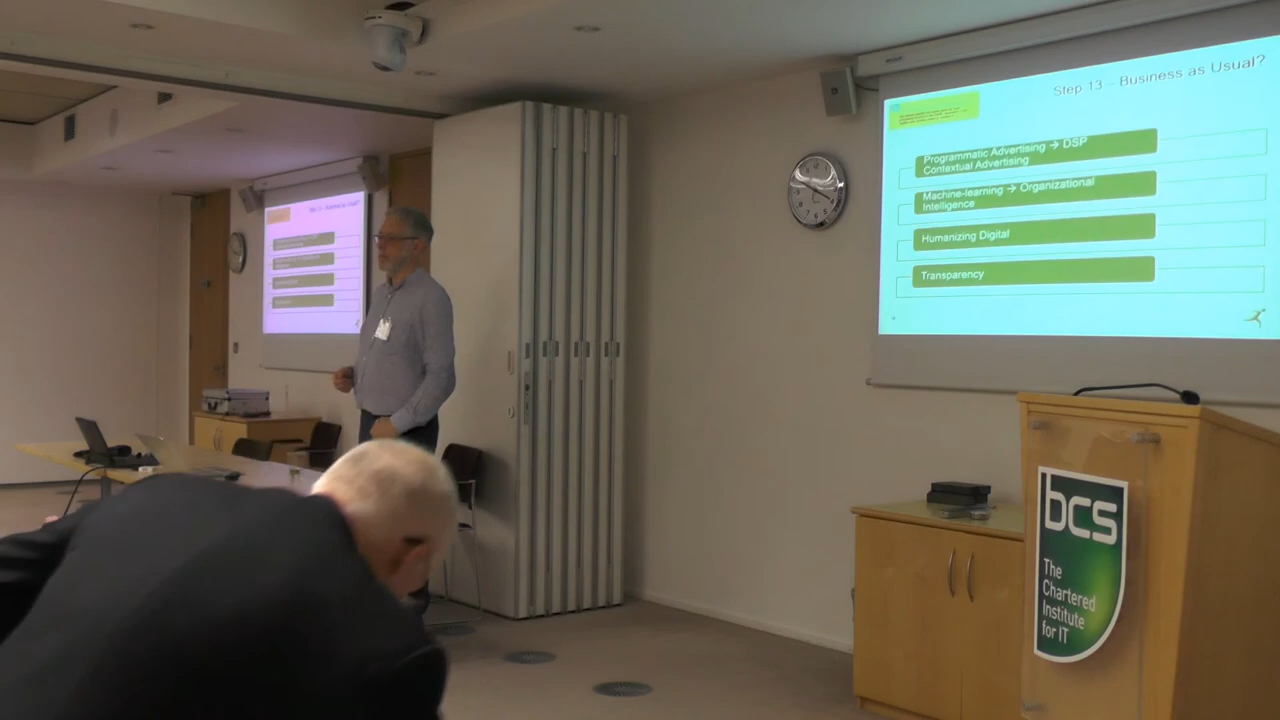 Step 13 – Business as Usual?
Programmatic Advertising → DSP
Contextual Advertising
Machine-learning → Organizational
Intelligence
Humanizing Digital
Transparency
bcs
The
Chartered
Institute
for IT